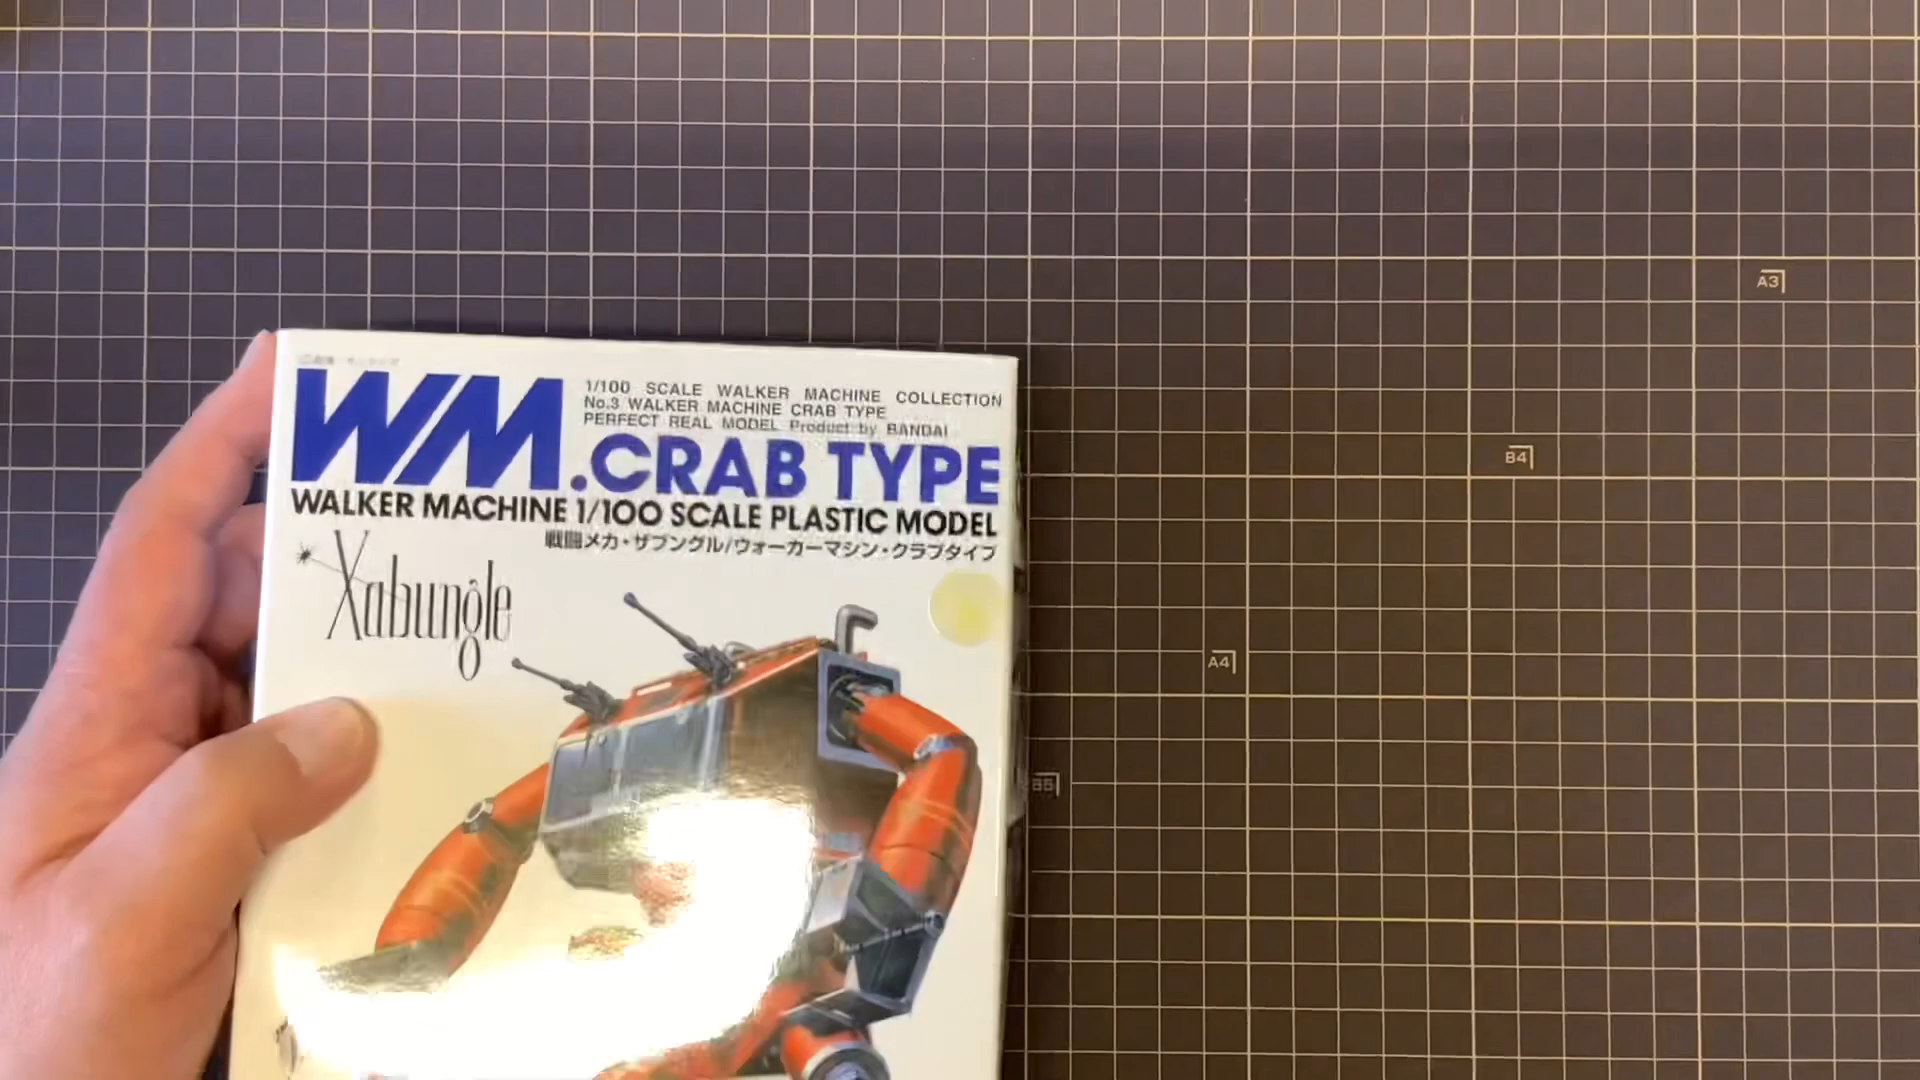 WM
1/100 SCALE WALKER MACHINE COLLECTION
No.3 WALKER MACHINE CRAB TYPE
PERFECT REAL MODEL Product by BANDAI
.CRAB TYPE
WALKER MACHINE 1/100 SCALE PLASTIC MODEL
戦闘メカ・ザブングル/ウォーカーマシン・クラブタイプ
Xabungle
A3
B4
A4
B5